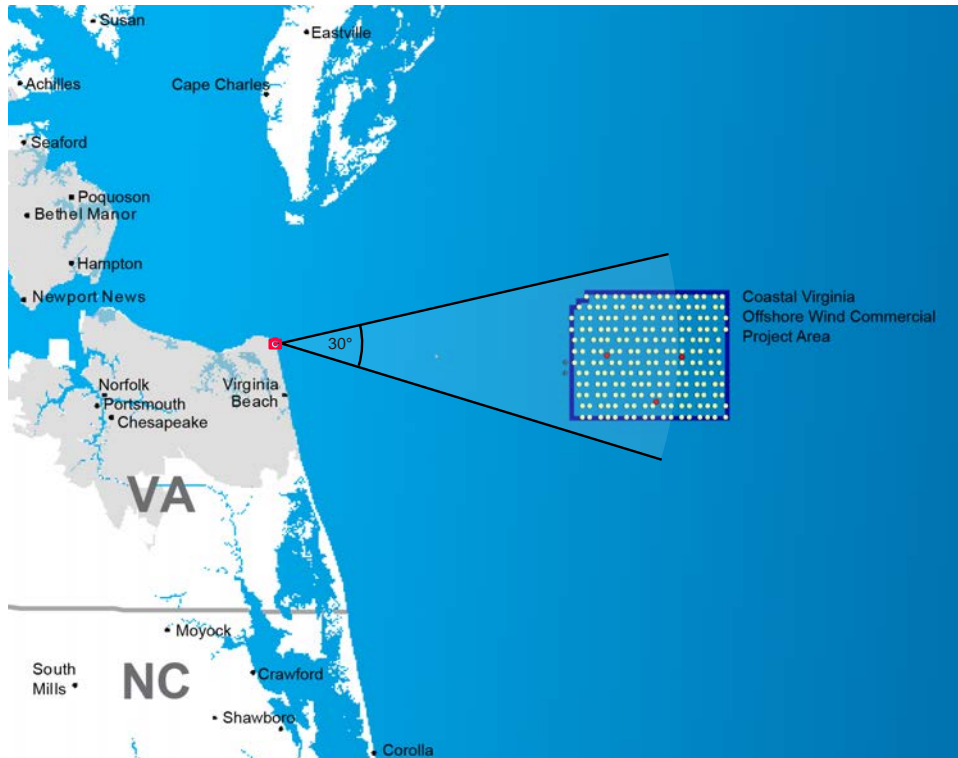 Susan
Eastville
Achilles
Cape Charles
Seaford
Poquoson
Bethel Manor
Hampton
Newport News
Coastal Virginia
Offshore Wind Commercial
Project Area
C
30°
Norfolk
Virginia
Beach
Portsmouth
Chesapeake
VA
Moyock
South
Mills
NC
Crawford
Shawboro
Corolla